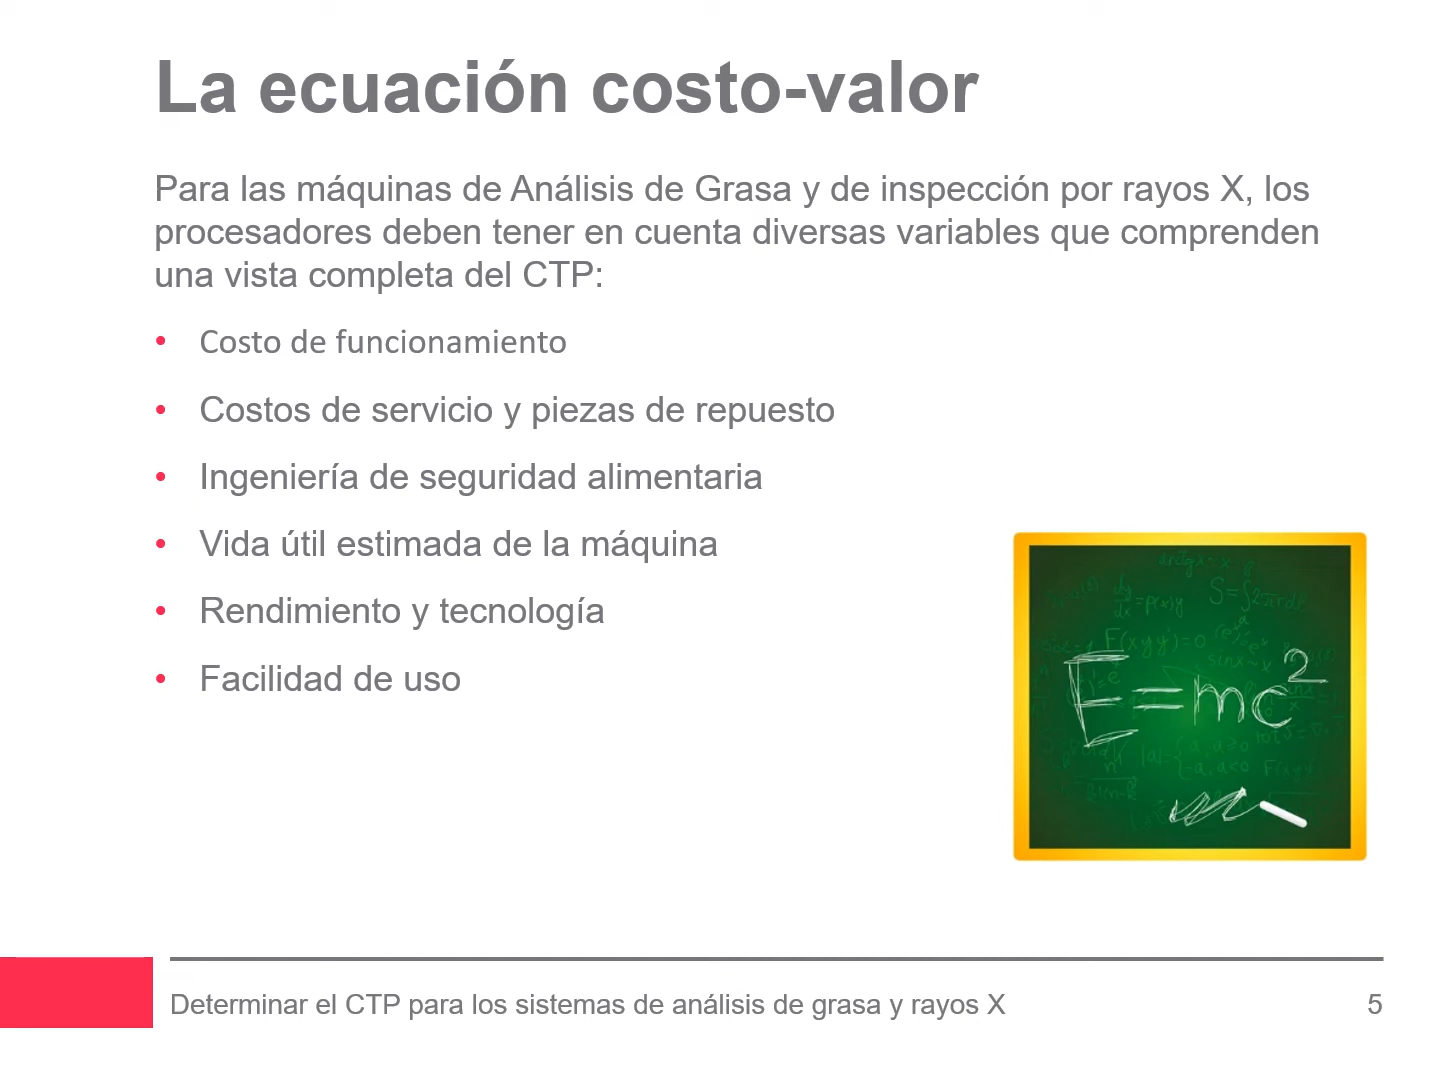 La ecuación costo-valor
Para las máquinas de Análisis de Grasa y de inspección por rayos X, los
procesadores deben tener en cuenta diversas variables que comprenden
una vista completa del CTP:
• Costo de funcionamiento
• Costos de servicio y piezas de repuesto
• Ingeniería de seguridad alimentaria
• Vida útil estimada de la máquina
• Rendimiento y tecnología
• Facilidad de uso
E=mc²
Determinar el CTP para los sistemas de análisis de grasa y rayos X
5